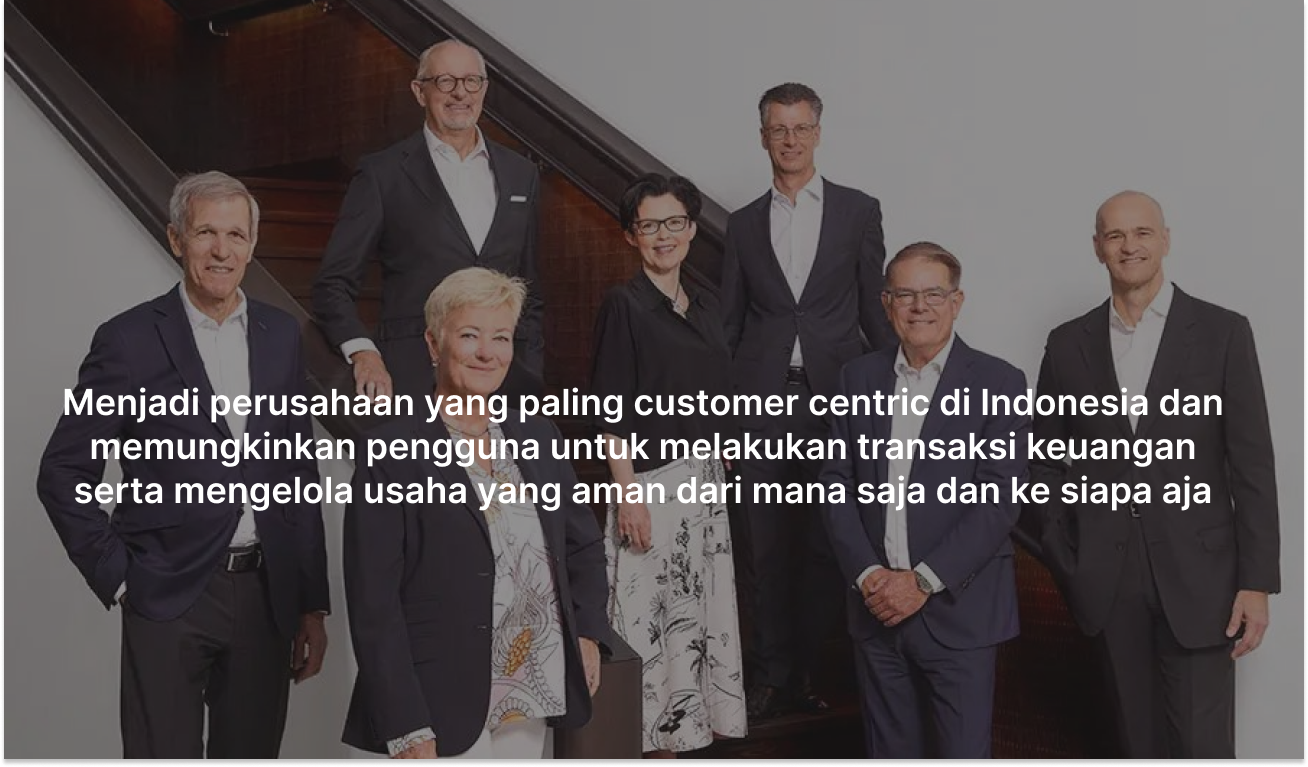 Menjadi perusahaan yang paling customer centric di Indonesia dan
memungkinkan pengguna untuk melakukan transaksi keuangan
serta mengelola usaha yang aman dari mana saja dan ke siapa aja